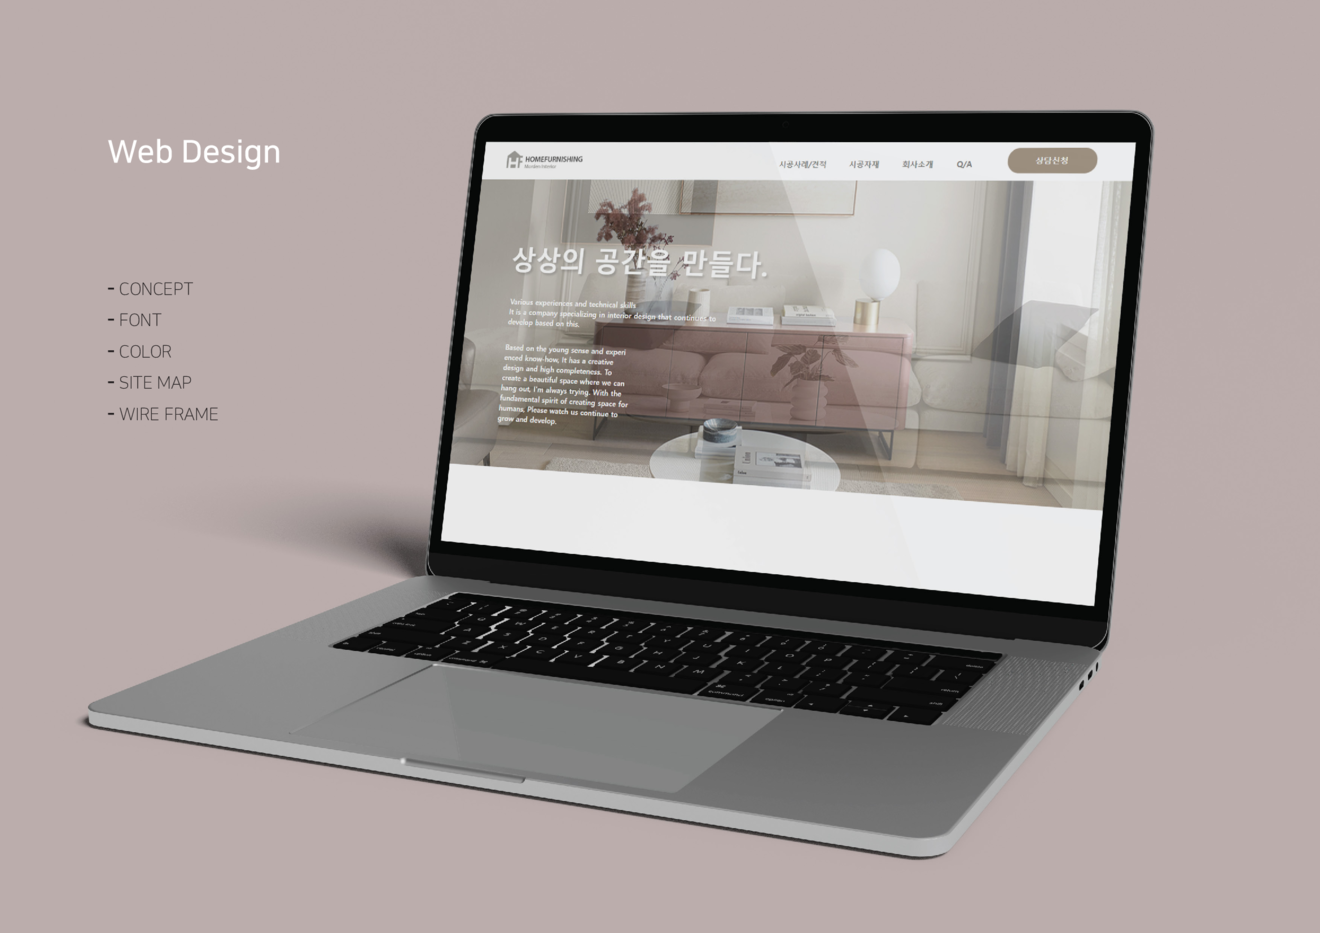 Web Design
- CONCEPT
- FONT
- COLOR
- SITE MAP
- WIRE FRAME
HOMEFURNISHING
시공사례/견적
시공자재
회사소개
Q/A
상담신청
상상의 공간을 만들다.
Various experiences and technical skills
It is a company specializing in interior design that continues to
develop based on this.
Based on the young sense and experi
enced know-how, It has a creative
design and high completeness. To
create a beautiful space where we can
hang out, I'm always trying. With the
fundamental spirit of creating space for
humans, Please watch us continue to
grow and develop.